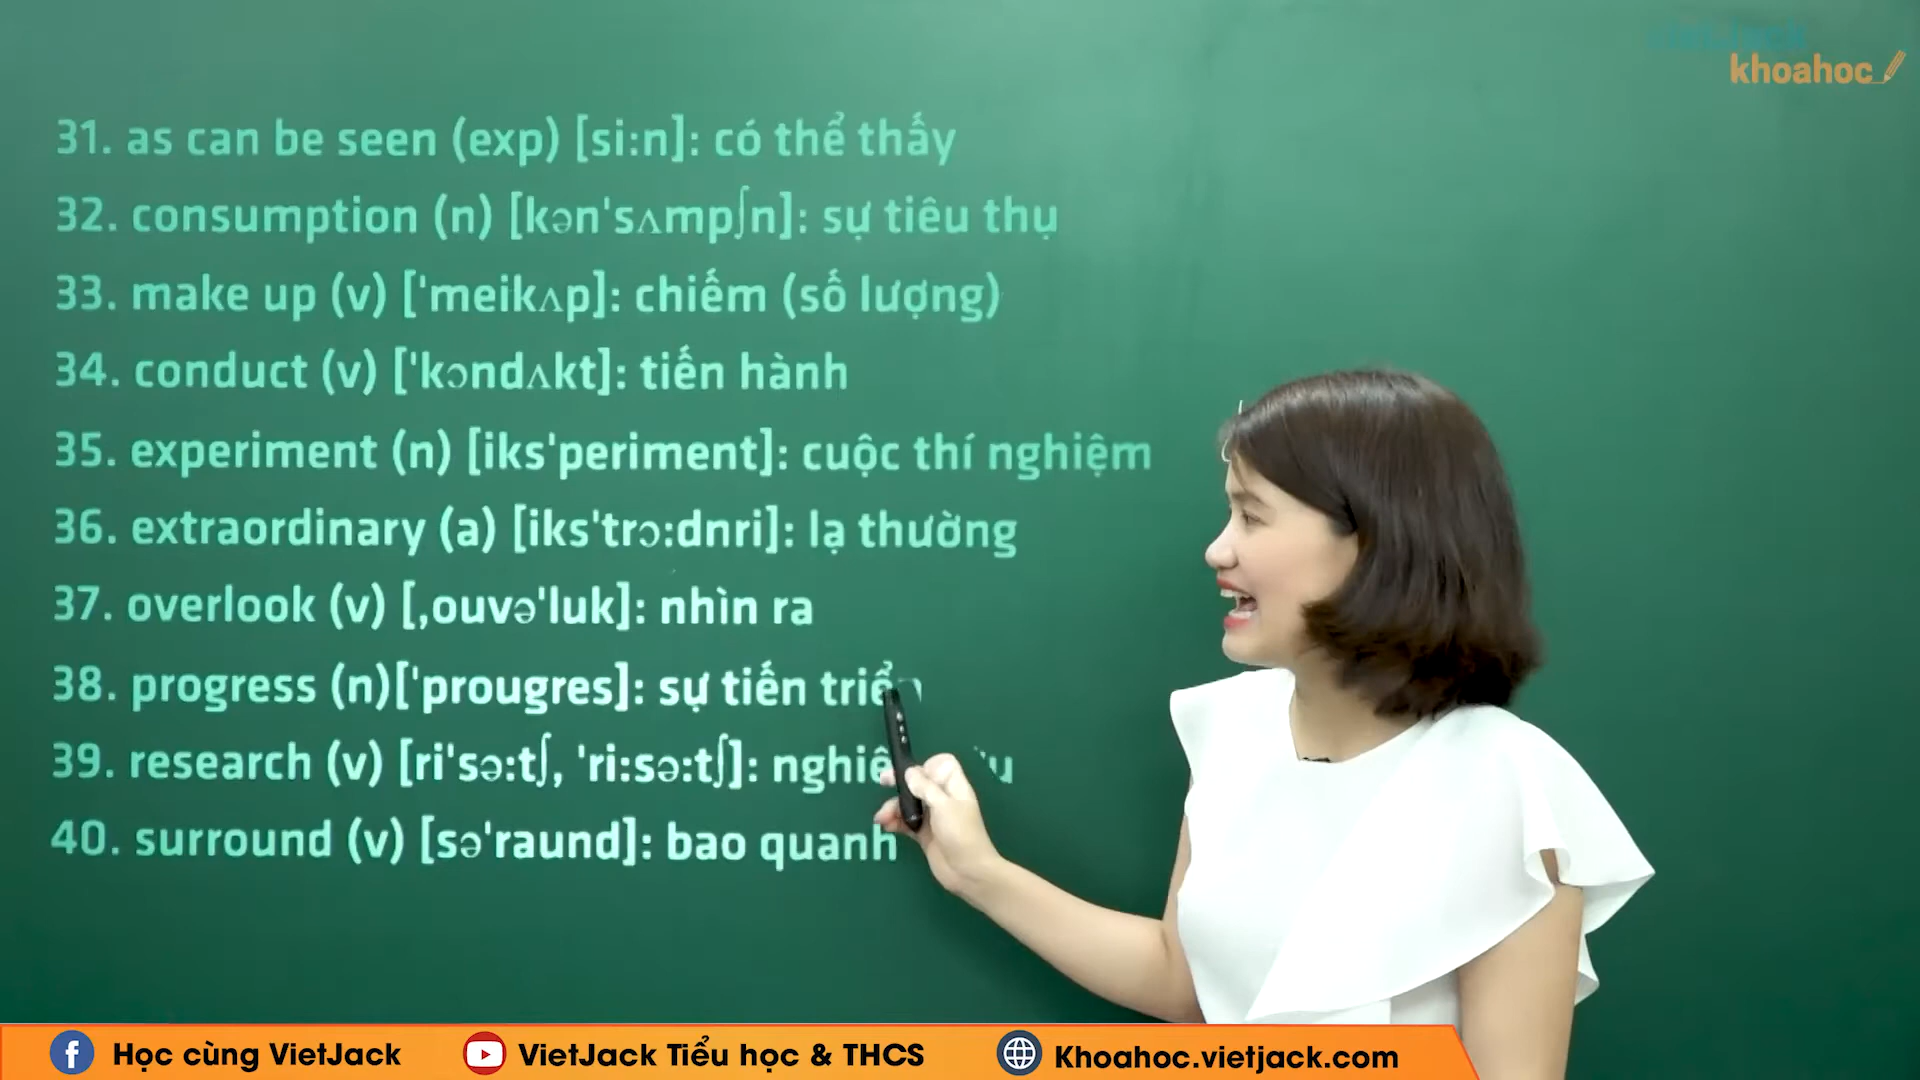 khoahoc
31. as can be seen (exp) [si:n]: có thể thấy
32. consumption (n) [kən'sʌmpʃn]: sự tiêu thụ
33. make up (v) ['meikʌp]: chiếm (số lượng)
34. conduct (v) ['kɔndʌkt]: tiến hành
35. experiment (n) [iks'periment]: cuộc thí nghiệm
36. extraordinary (a) [iks'trɔ:dnri]: lạ thường
37. overlook (v) [,ouvə'luk]: nhìn ra
38. progress (n)['prougres]: sự tiến triển
39. research (v) [ri'sə:tʃ, 'ri:sə:tʃ]:
40. surround (v) [sə'raund]: bao quanh
Học cùng VietJack
VietJack Tiểu học & THCS
Khoahoc.vietjack.com